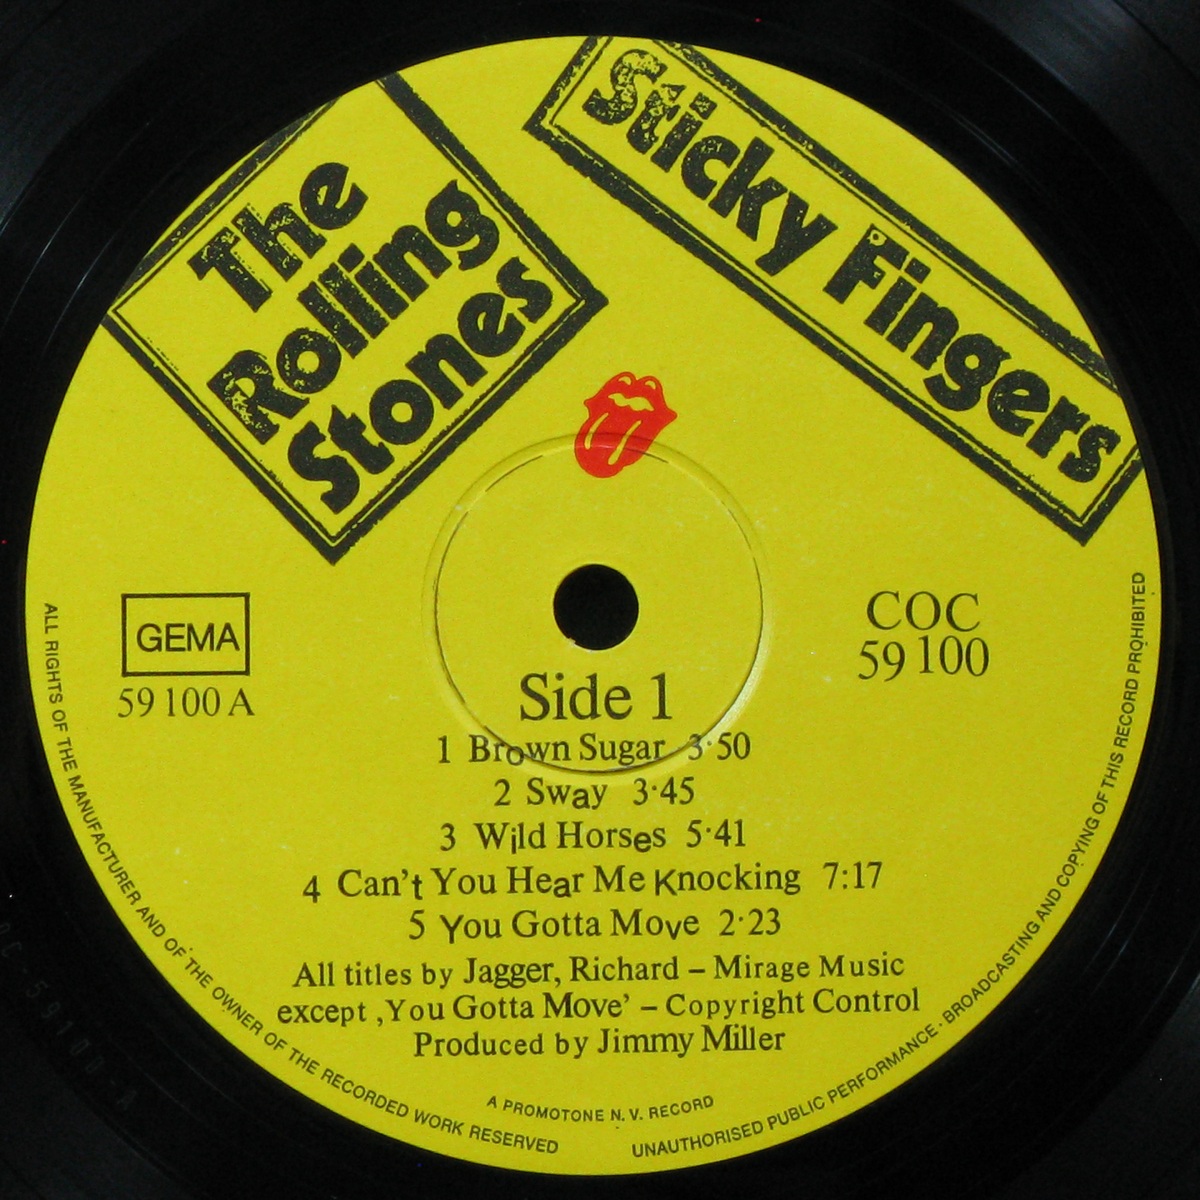 The
Rolling
Stones
Sticky Fingers
GEMA
59 100 A
COC
59 100
Side 1
1 Brown Sugar 3·50
2 Sway 3·45
3 Wild Horses 5·41
4 Can't You Hear Me Knocking 7:17
5 You Gotta Move 2·23
All titles by Jagger, Richard – Mirage Music
except ‚You Gotta Move' – Copyright Control
Produced by Jimmy Miller
A PROMOTONE N. V. RECORD
ALL RIGHTS OF THE MANUFACTURER AND OF THE OWNER OF THE RECORDED WORK RESERVED
UNAUTHORISED PUBLIC PERFORMANCE · BROADCASTING AND COPYING OF THIS RECORD PROHIBITED